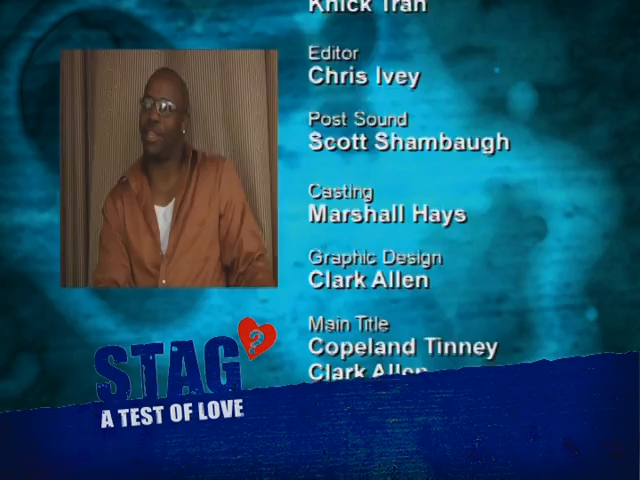 Knick Tran
Editor
Chris Ivey
Post Sound
Scott Shambaugh
Casting
Marshall Hays
Graphic Design
Clark Allen
Main Title
Copeland Tinney
Clark Allen
STAG
?
A TEST OF LOVE